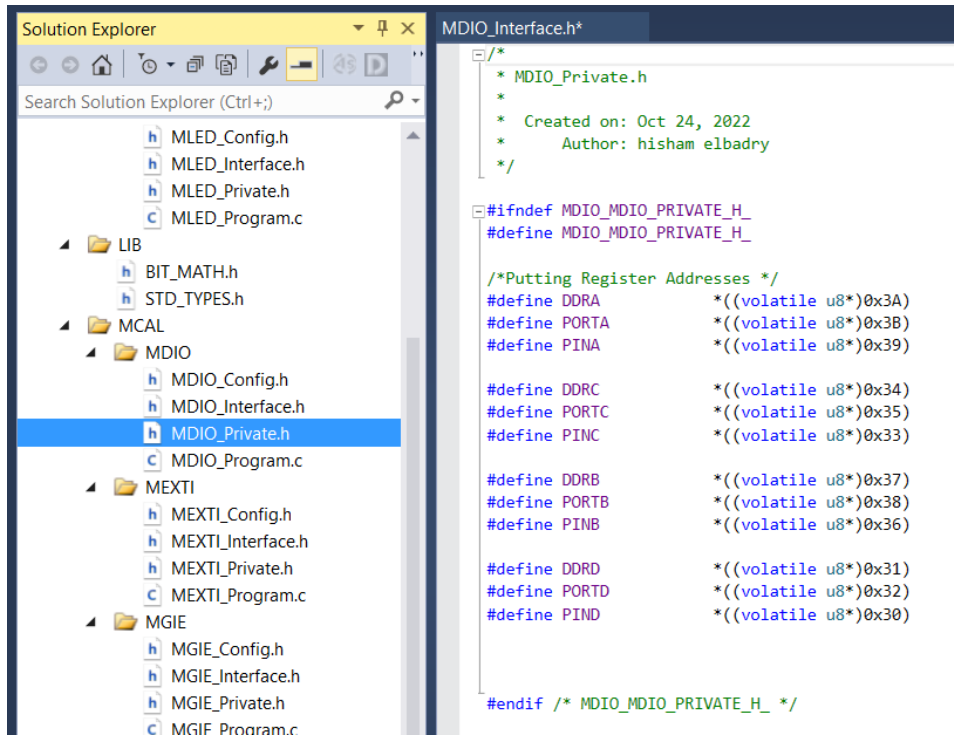 Solution Explorer
Search Solution Explorer (Ctrl+;)
MLED_Config.h
MLED_Interface.h
MLED_Private.h
MLED_Program.c
LIB
BIT_MATH.h
STD_TYPES.h
MCAL
MDIO
MDIO_Config.h
MDIO_Interface.h
MDIO_Private.h
MDIO_Program.c
MEXTI
MEXTI_Config.h
MEXTI_Interface.h
MEXTI_Private.h
MEXTI_Program.c
MGIE
MGIE_Config.h
MGIE_Interface.h
MGIE_Private.h
MGIE_Program.c
MDIO_Interface.h*
/*
* MDIO_Private.h
*
*  Created on: Oct 24, 2022
*      Author: hisham elbadry
*/
#ifndef MDIO_MDIO_PRIVATE_H_
#define MDIO_MDIO_PRIVATE_H_
/*Putting Register Addresses */
#define DDRA *((volatile u8*)0x3A)
#define PORTA *((volatile u8*)0x3B)
#define PINA *((volatile u8*)0x39)
#define DDRC *((volatile u8*)0x34)
#define PORTC *((volatile u8*)0x35)
#define PINC *((volatile u8*)0x33)
#define DDRB *((volatile u8*)0x37)
#define PORTB *((volatile u8*)0x38)
#define PINB *((volatile u8*)0x36)
#define DDRD *((volatile u8*)0x31)
#define PORTD *((volatile u8*)0x32)
#define PIND *((volatile u8*)0x30)
#endif /* MDIO_MDIO_PRIVATE_H_ */